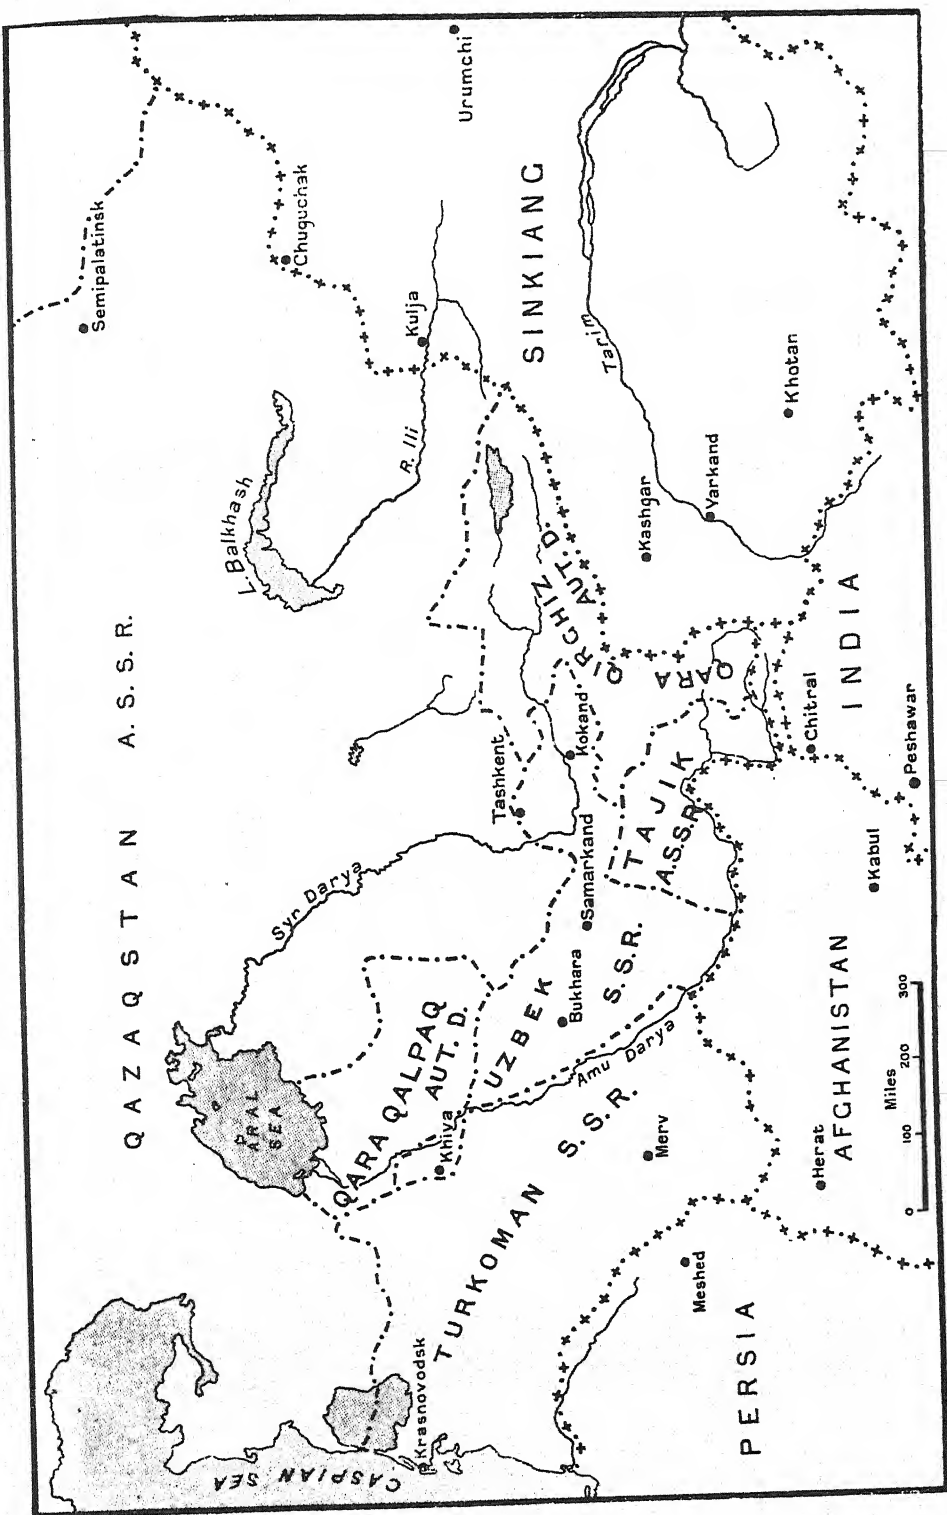 QAZAQSTAN A.S.S.R.
Semipalatinsk
Chuguchak
Urumchi
L. Balkhash
R. Ili
Kulja
SINKIANG
ARAL
SEA
Syr Darya
Tashkent
Kokand
QARA QIRGHIZ
AUT. D.
Tarim
Kashgar
Yarkand
Khotan
CASPIAN SEA
Krasnovodsk
QARA QALPAQ
AUT. D.
Khiva
UZBEK
S.S.R.
Bukhara
Samarkand
TAJIK
A.S.S.R.
Amu Darya
TURKOMAN S.S.R.
Merv
Meshed
PERSIA
Herat
AFGHANISTAN
Kabul
Chitral
Peshawar
INDIA
Miles
0 100 200 300